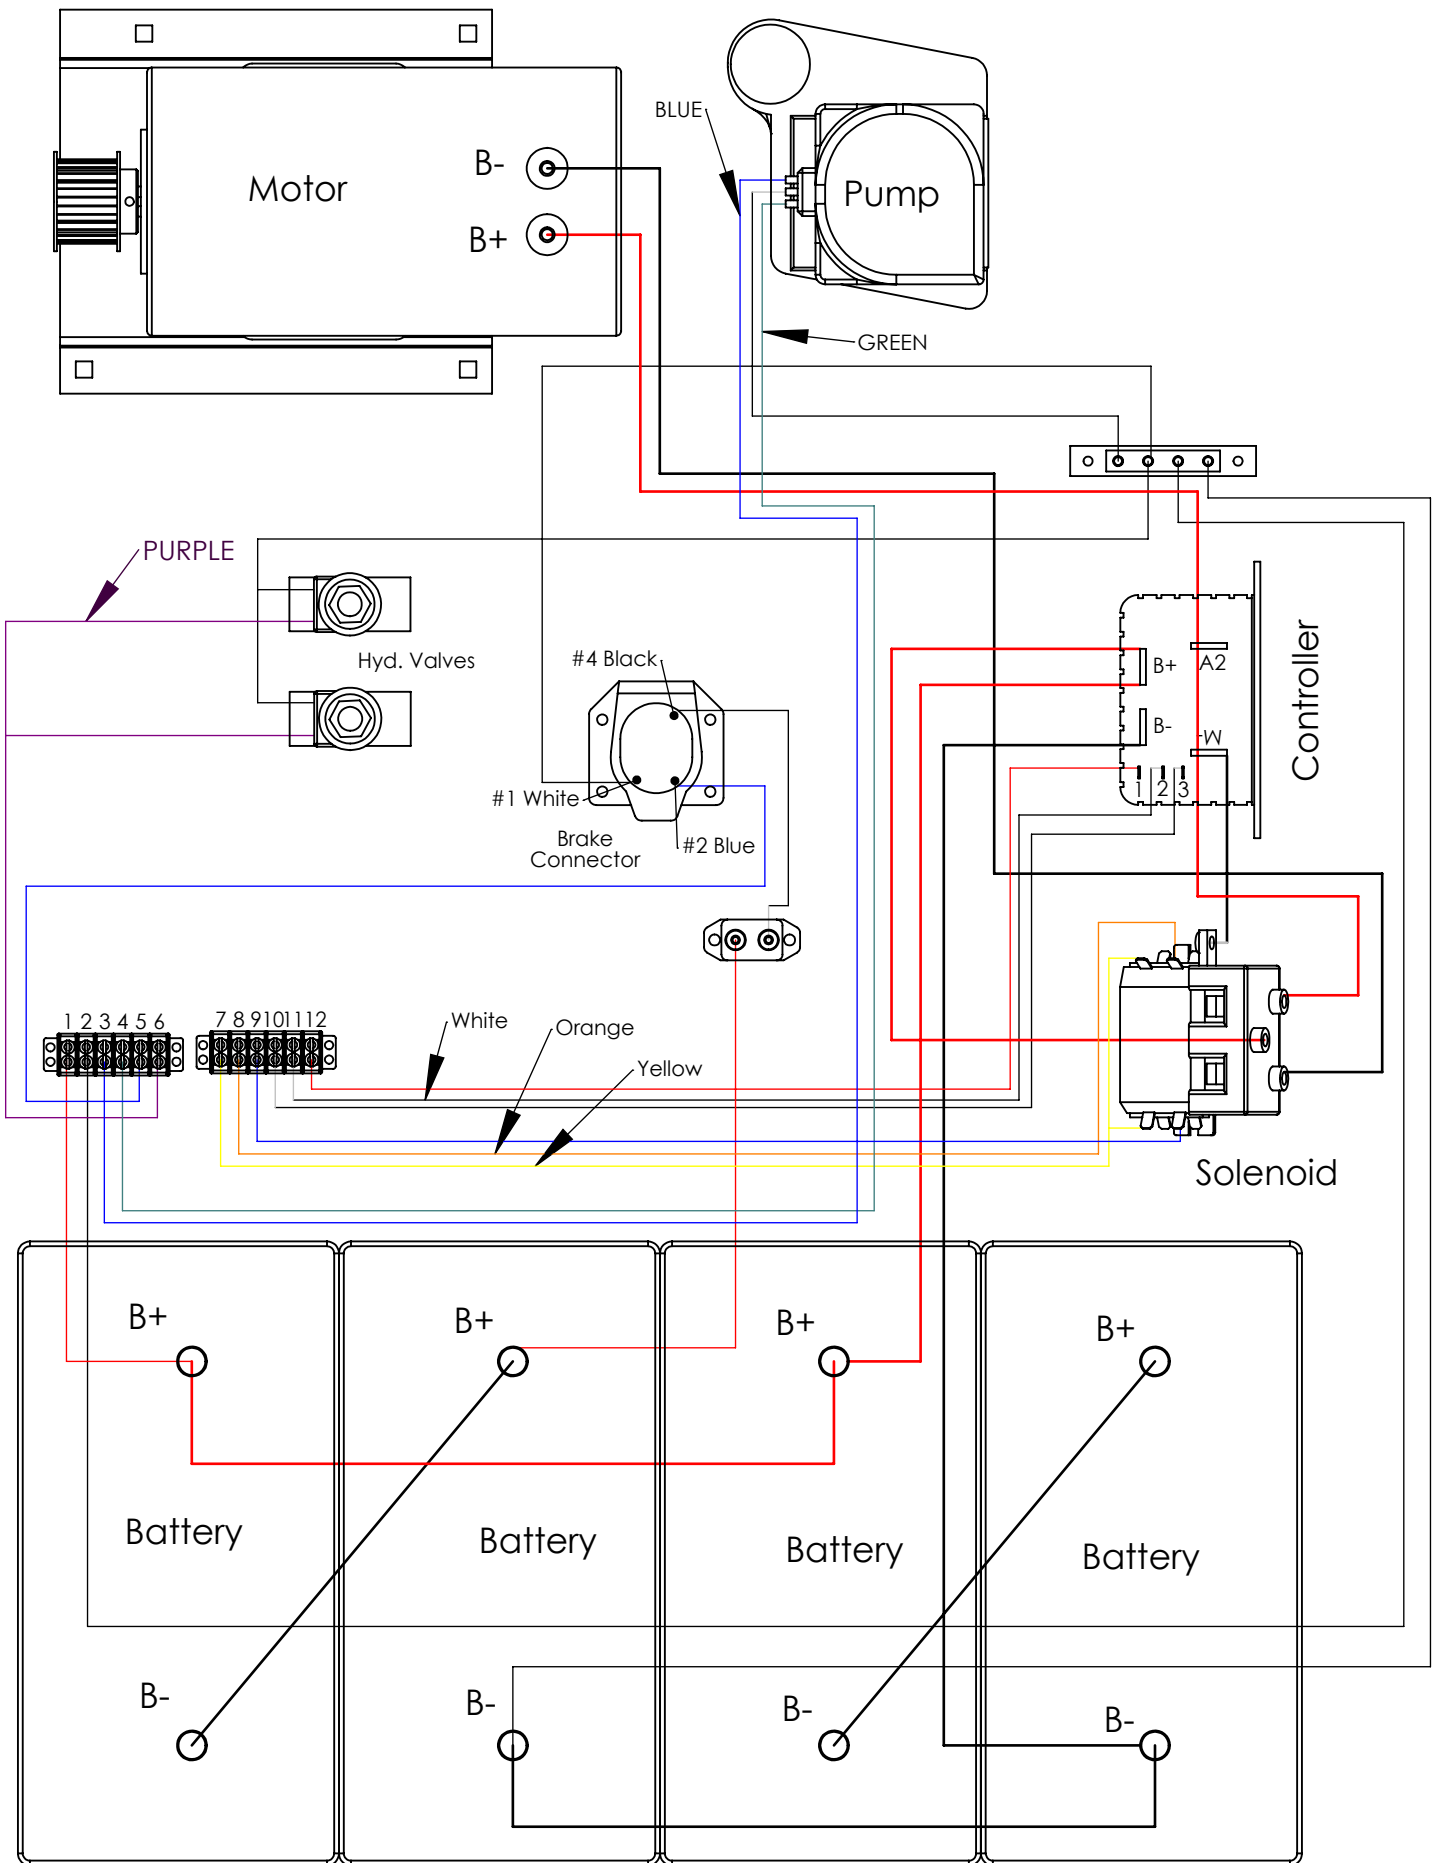 BLUE
B-
Motor
Pump
B+
GREEN
PURPLE
Hyd. Valves
#4 Black
B+
A2
Controller
B-
-W
#1 White
1
2
3
Brake
Connector
#2 Blue
1 2 3 4 5 6
7 8 9 10 11 12
White
Orange
Yellow
Solenoid
B+
B+
B+
B+
Battery
Battery
Battery
Battery
B-
B-
B-
B-